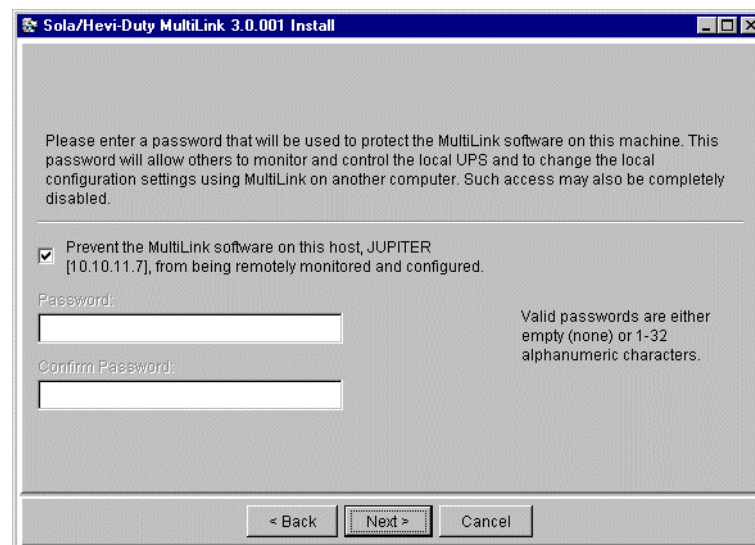 Sola/Hevi-Duty MultiLink 3.0.001 Install
Please enter a password that will be used to protect the MultiLink software on this machine. This
password will allow others to monitor and control the local UPS and to change the local
configuration settings using MultiLink on another computer. Such access may also be completely
disabled.
Prevent the MultiLink software on this host, JUPITER
[10.10.11.7], from being remotely monitored and configured.
Password:
Valid passwords are either
empty (none) or 1-32
alphanumeric characters.
Confirm Password:
< Back
Next >
Cancel